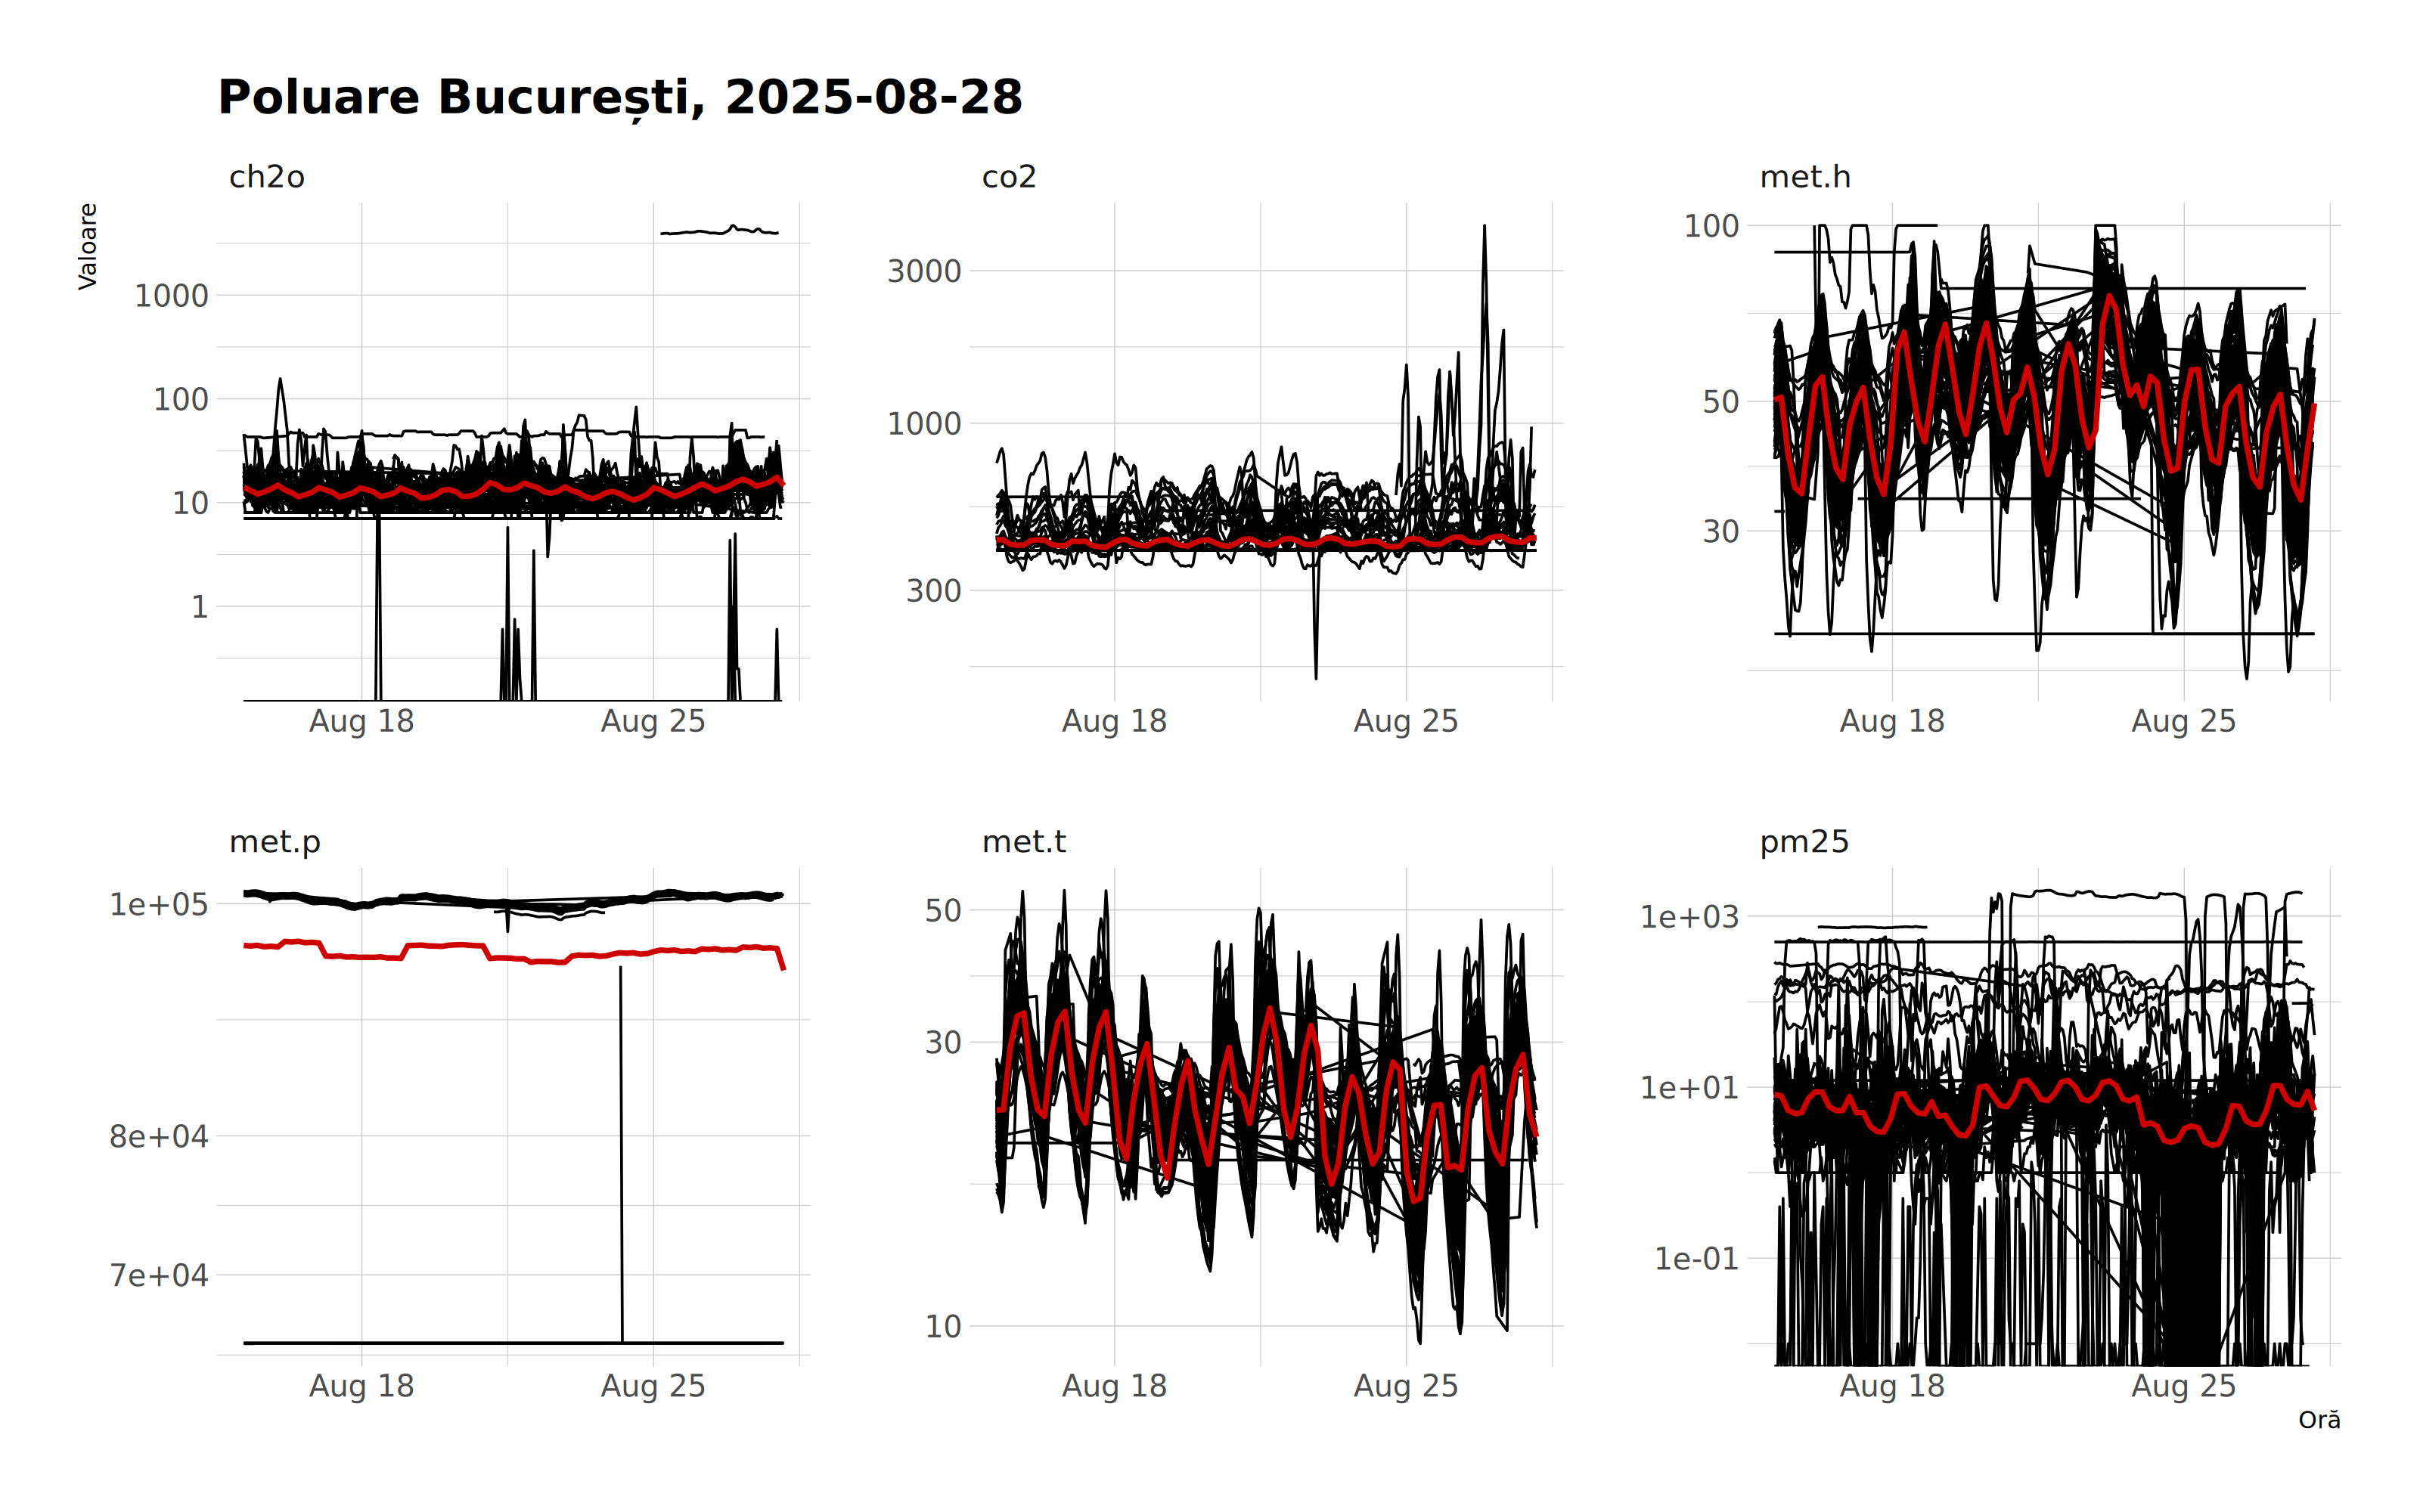 Poluare București, 2025-08-28
Valoare
ch2o
1000
100
10
1
Aug 18
Aug 25
co2
3000
1000
300
Aug 18
Aug 25
met.h
100
50
30
Aug 18
Aug 25
met.p
1e+05
8e+04
7e+04
Aug 18
Aug 25
met.t
50
30
10
Aug 18
Aug 25
pm25
1e+03
1e+01
1e-01
Aug 18
Aug 25
Oră